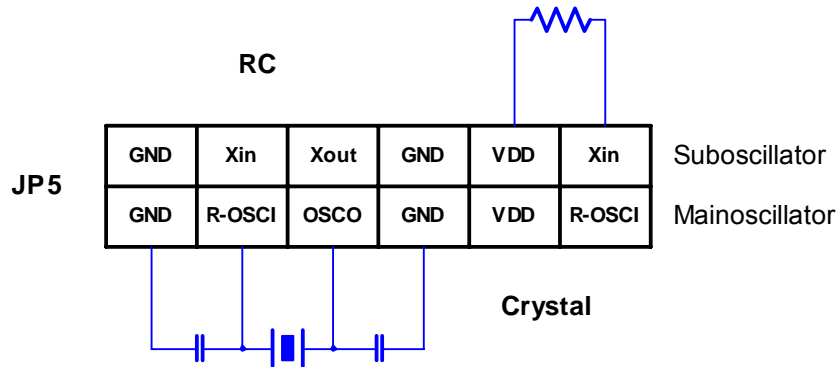 RC
GND Xin Xout GND VDD Xin Suboscillator
JP5
GND R-OSCI OSCO GND VDD R-OSCI Mainoscillator
Crystal